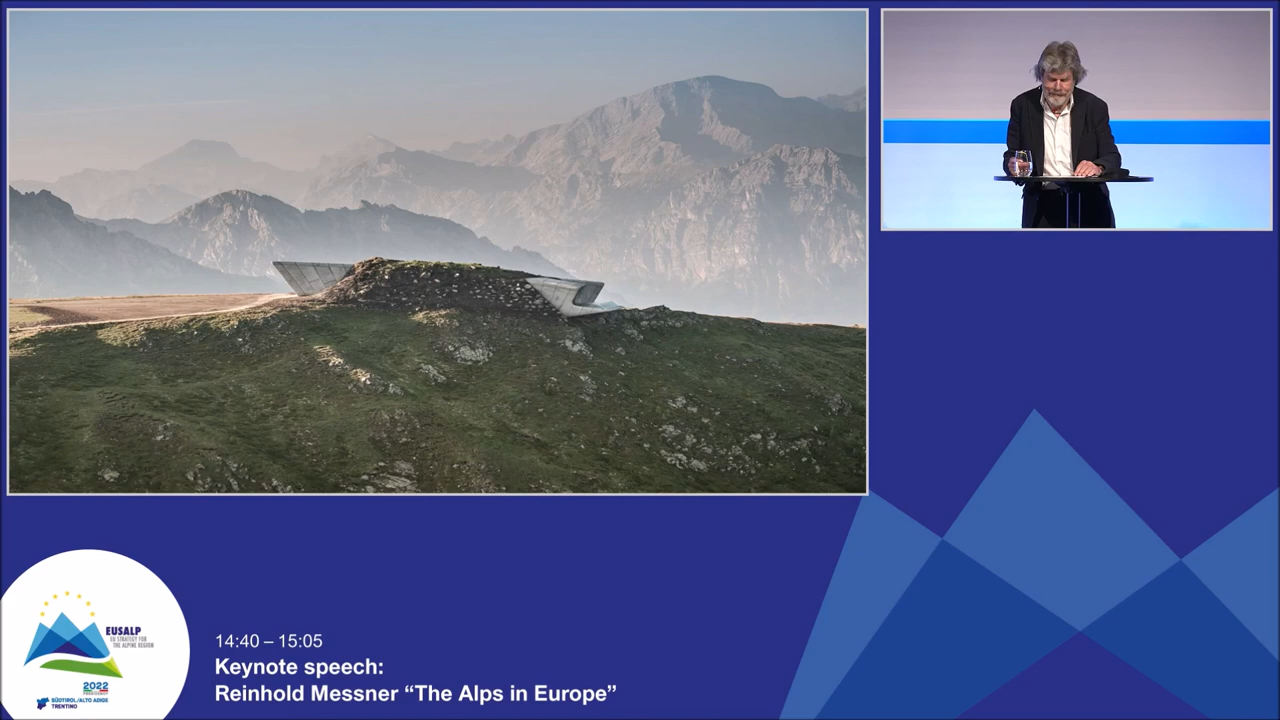 EUSALP
EU STRATEGY FOR
THE ALPINE REGION
2022
PRESIDENCY
SÜDTIROL/ALTO ADIGE
TRENTINO
14:40 – 15:05
Keynote speech:
Reinhold Messner “The Alps in Europe”